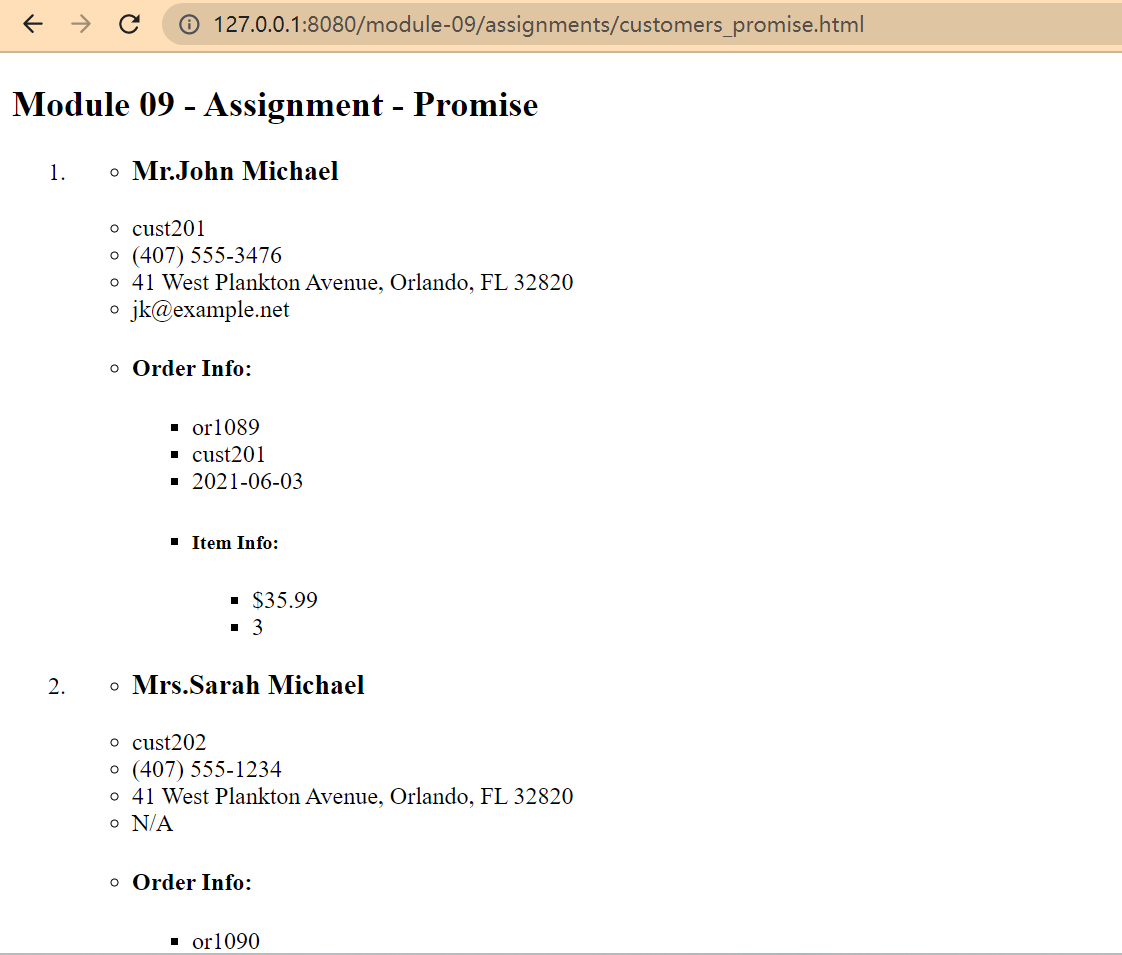 127.0.0.1:8080/module-09/assignments/customers_promise.html
Module 09 - Assignment - Promise
1.
Mr.John Michael
cust201
(407) 555-3476
41 West Plankton Avenue, Orlando, FL 32820
jk@example.net
Order Info:
or1089
cust201
2021-06-03
Item Info:
$35.99
3
2.
Mrs.Sarah Michael
cust202
(407) 555-1234
41 West Plankton Avenue, Orlando, FL 32820
N/A
Order Info:
or1090